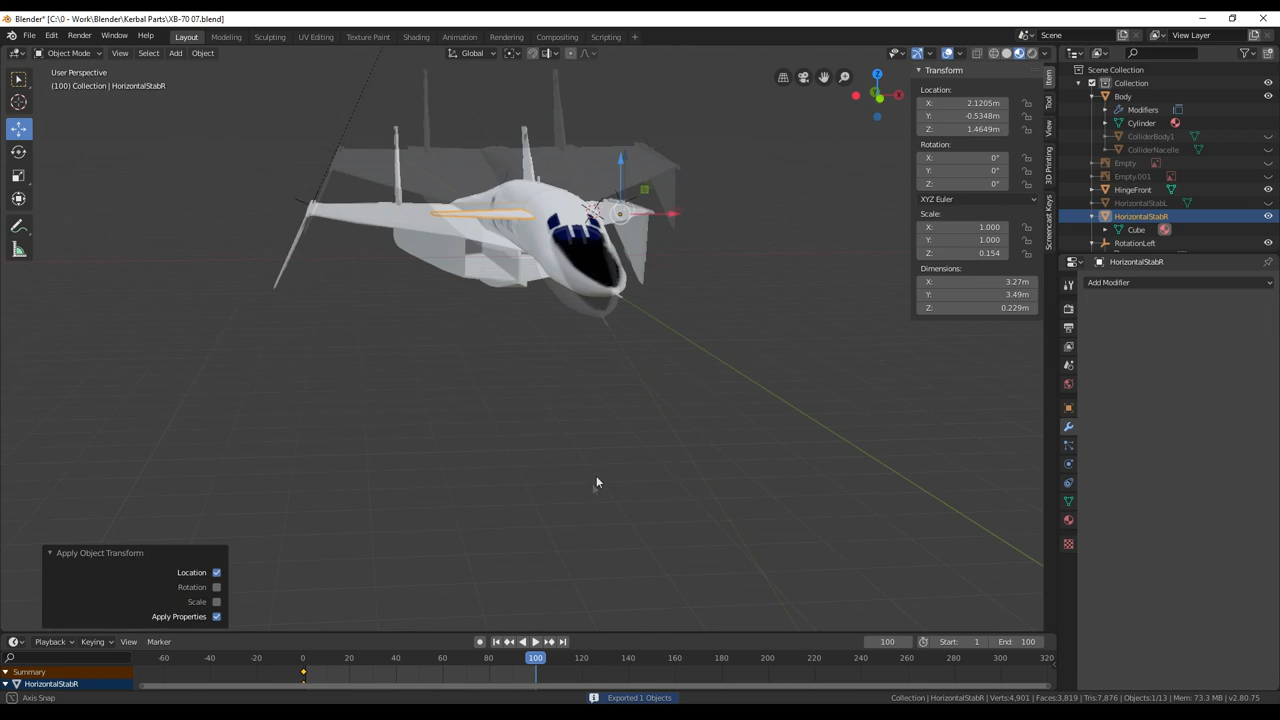 Blender* [C:\0 - Work\Blender\Kerbal Parts\XB-70 07.blend]
File Edit Render Window Help Layout Modeling Sculpting UV Editing Texture Paint Shading Animation Rendering Compositing Scripting + Scene View Layer
Object Mode View Select Add Object Global
User Perspective
(100) Collection | HorizontalStabR
Z
X
Transform
Location:
X: 2.1205m
Y: -0.5348m
Z: 1.4649m
Rotation:
X: 0°
Y: 0°
Z: 0°
XYZ Euler
Scale:
X: 1.000
Y: 1.000
Z: 0.154
Dimensions:
X: 3.27m
Y: 3.49m
Z: 0.229m
Item
Tool
View
3D Printing
Screencast Keys
Scene Collection
Collection
Body
Modifiers
Cylinder
ColliderBody1
ColliderNacelle
Empty
Empty.001
HingeFront
HorizontalStabL
HorizontalStabR
Cube
RotationLeft
HorizontalStabR
Add Modifier
Apply Object Transform
Location
Rotation
Scale
Apply Properties
Playback Keying View Marker 100 Start: 1 End: 100
-60 -40 -20 0 20 40 60 80 100 120 140 160 180 200 220 240 260 280 300 320
Summary
HorizontalStabR
Axis Snap Exported 1 Objects Collection | HorizontalStabR | Verts:4,901 | Faces:3,819 | Tris:7,876 | Objects:1/13 | Mem: 73.3 MB | v2.80.75